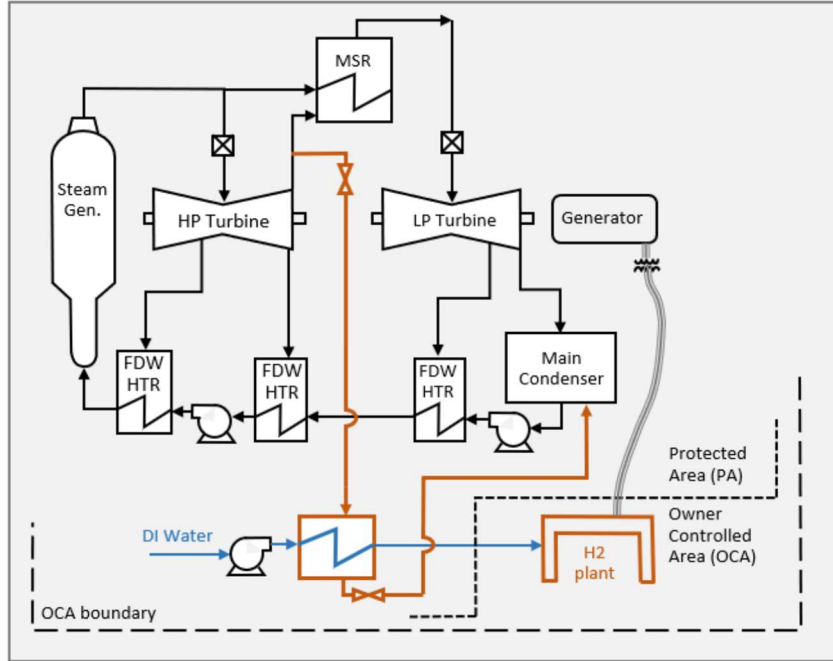 MSR
Steam
Gen.
HP Turbine
LP Turbine
Generator
FDW
HTR
FDW
HTR
FDW
HTR
Main
Condenser
Protected
Area (PA)
DI Water
Owner
Controlled
Area (OCA)
H2
plant
OCA boundary